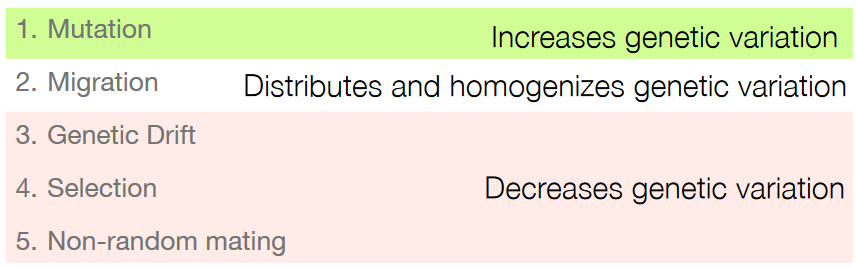 1. Mutation Increases genetic variation
2. Migration Distributes and homogenizes genetic variation
3. Genetic Drift
4. Selection Decreases genetic variation
5. Non-random mating